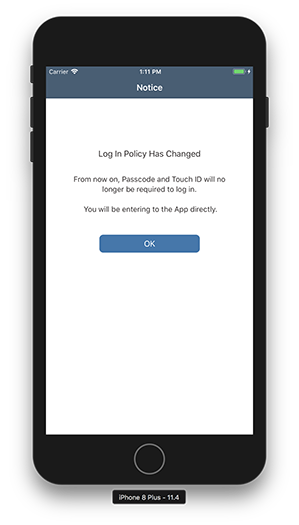 Carrier 1:11 PM
Notice
Log In Policy Has Changed
From now on, Passcode and Touch ID will no
longer be required to log in.
You will be entering to the App directly.
OK
iPhone 8 Plus - 11.4